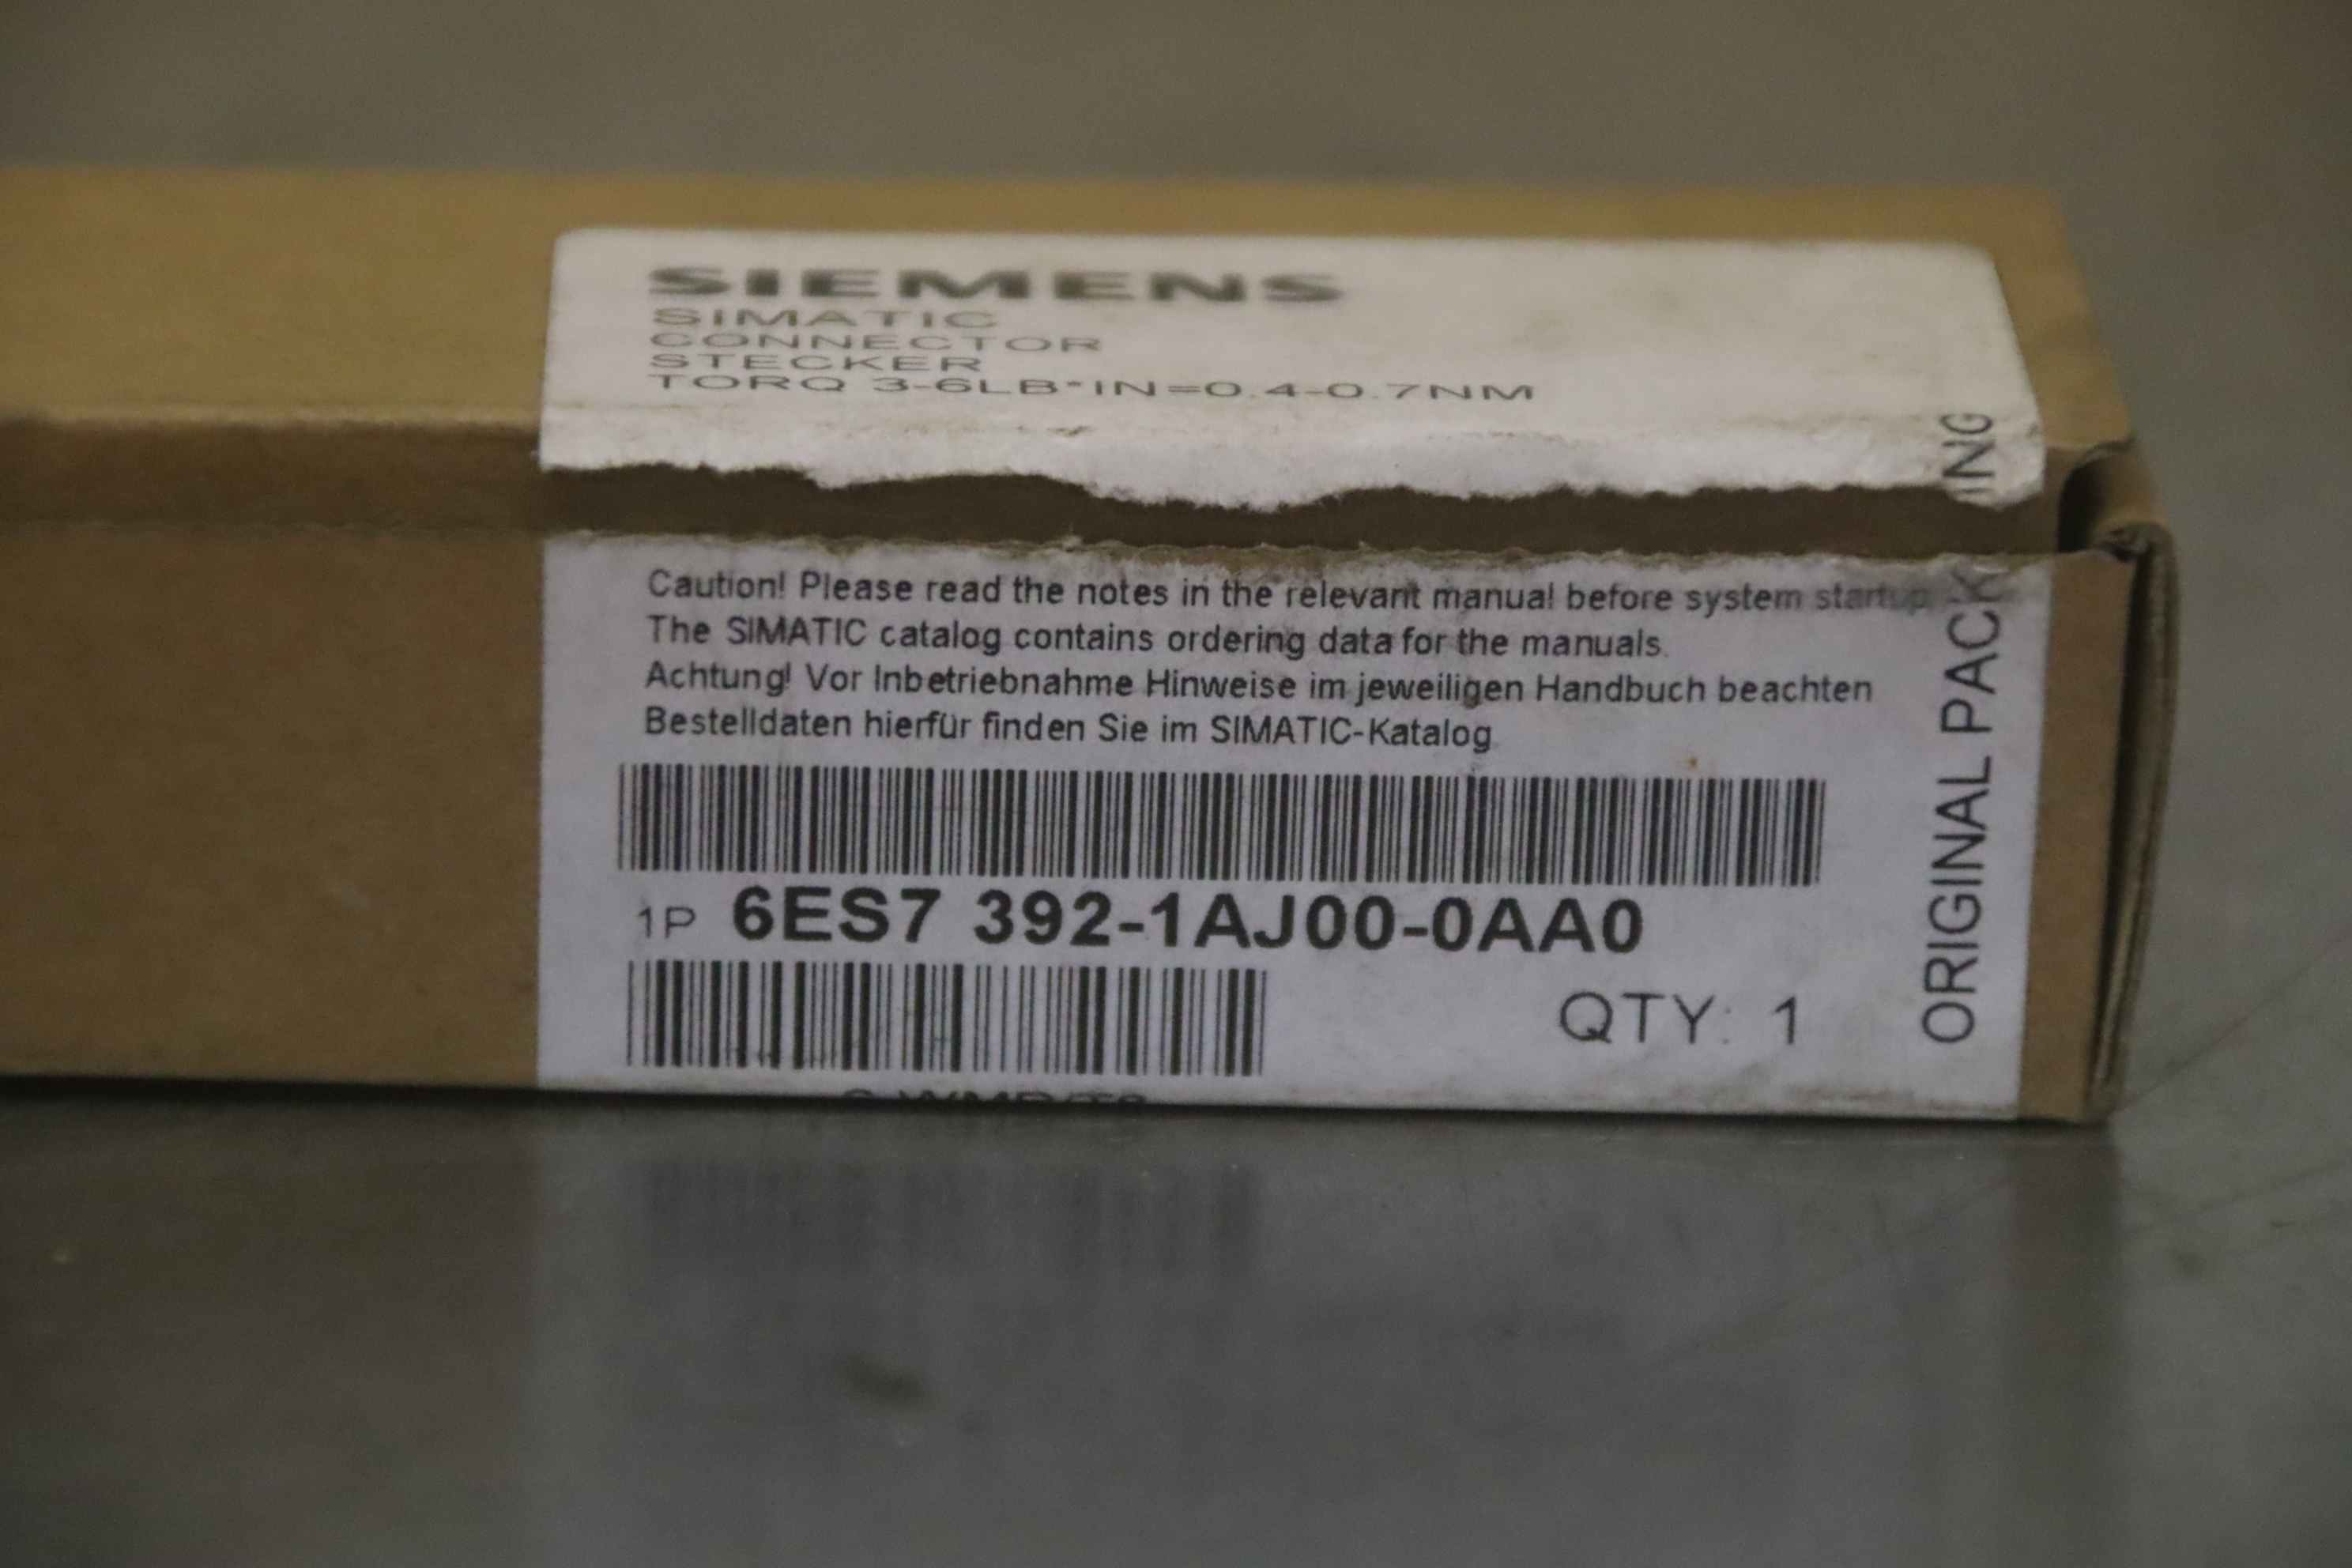 SIEMENS
SIMATIC
CONNECTOR
STECKER
TORQ 3-6LB*IN=0.4-0.7NM
Caution! Please read the notes in the relevant manual before system startup
The SIMATIC catalog contains ordering data for the manuals.
Achtung! Vor Inbetriebnahme Hinweise im jeweiligen Handbuch beachten
Bestelldaten hierfür finden Sie im SIMATIC-Katalog
1P 6ES7 392-1AJ00-0AA0
QTY: 1
ORIGINAL PACKING